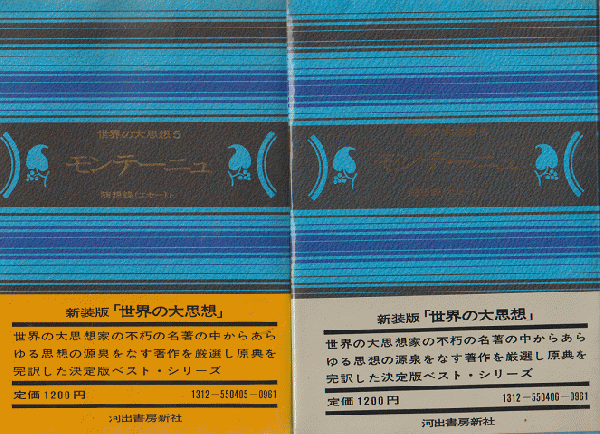 世界の大思想5
モンテーニュ
随想録(エセー)上
新装版「世界の大思想」
世界の大思想家の不朽の名著の中からあら
ゆる思想の源泉をなす著作を厳選し原典を
完訳した決定版ベスト・シリーズ
定価1200円
1312-550405-0961
河出書房新社
モンテーニュ
新装版「世界の大思想」
世界の大思想家の不朽の名著の中からあら
ゆる思想の源泉をなす著作を厳選し原典を
完訳した決定版ベスト・シリーズ
定価1200円
1312-550406-0961
河出書房新社